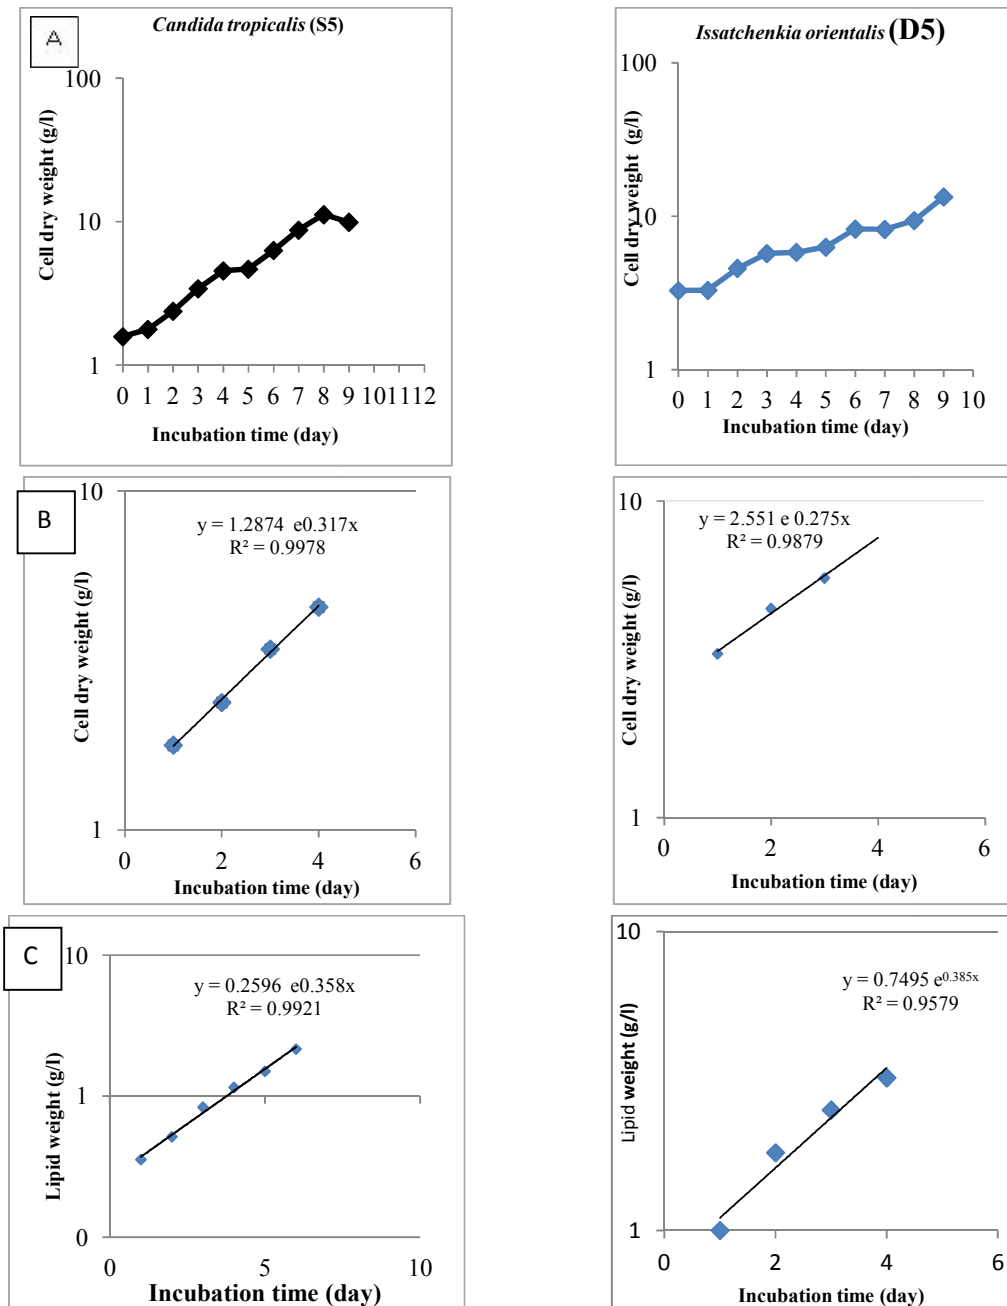 A
Candida tropicalis (S5)
Cell dry weight (g/l)
100
10
1
0 1 2 3 4 5 6 7 8 9 10 11 12
Incubation time (day)
Issatchenkia orientalis (D5)
Cell dry weight (g/l)
100
10
1
0 1 2 3 4 5 6 7 8 9 10
Incubation time (day)
B
10
y = 1.2874 e0.317x
R² = 0.9978
Cell dry weight (g/l)
1
0 2 4 6
Incubation time (day)
10
y = 2.551 e 0.275x
R² = 0.9879
Cell dry weight (g/l)
1
0 2 4 6
Incubation time (day)
C
10
y = 0.2596 e0.358x
R² = 0.9921
Lipid weight (g/l)
1
0
0 5 10
Incubation time (day)
10
y = 0.7495 e0.385x
R² = 0.9579
Lipid weight (g/l)
1
0 2 4 6
Incubation time (day)